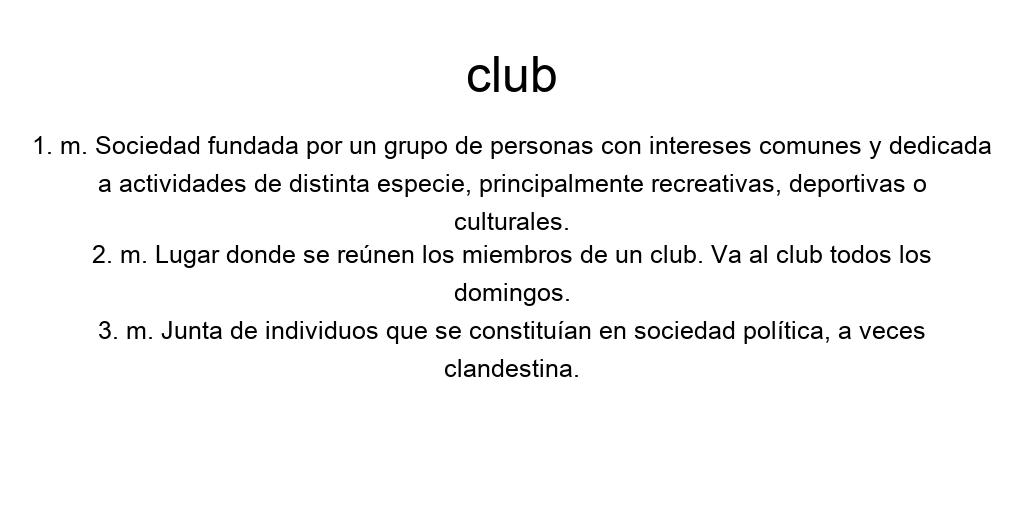 club
1. m. Sociedad fundada por un grupo de personas con intereses comunes y dedicada
a actividades de distinta especie, principalmente recreativas, deportivas o
culturales.
2. m. Lugar donde se reúnen los miembros de un club. Va al club todos los
domingos.
3. m. Junta de individuos que se constituían en sociedad política, a veces
clandestina.